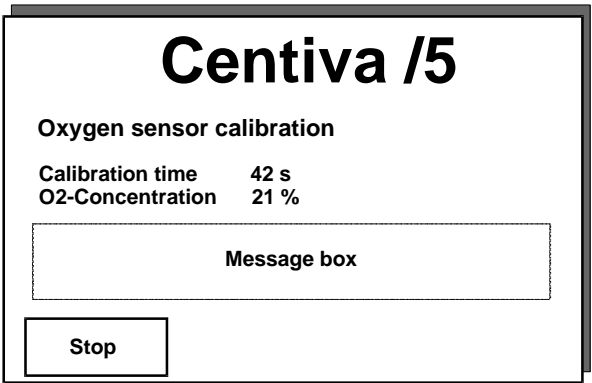 Centiva /5
Oxygen sensor calibration
Calibration time 42 s
O2-Concentration 21 %
Message box
Stop